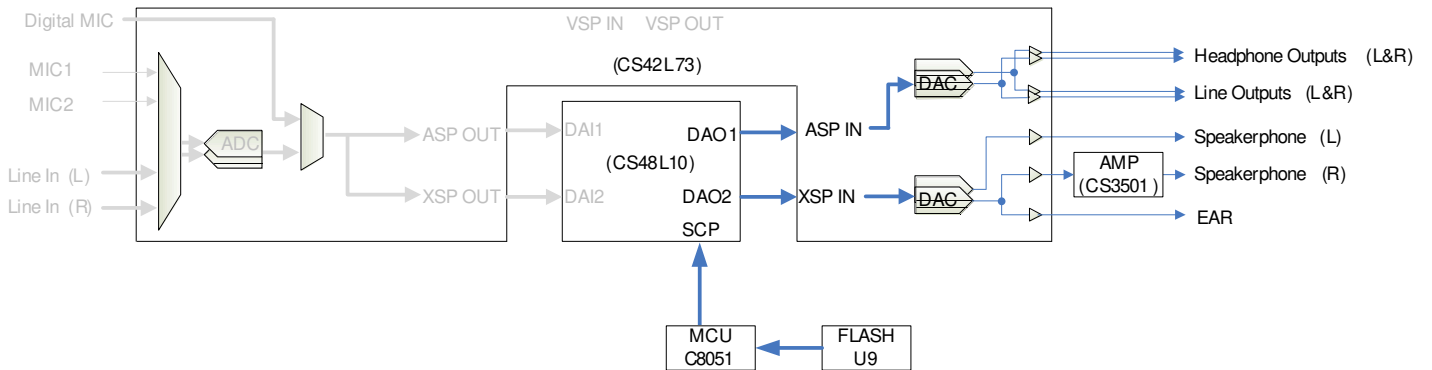 Digital MIC
VSP IN VSP OUT
(CS42L73)
MIC1
MIC2
ADC
Line In (L)
Line In (R)
ASP OUT
XSP OUT
DAI1
DAI2
DAO1
(CS48L10)
DAO2
SCP
ASP IN
XSP IN
DAC
DAC
Headphone Outputs (L&R)
Line Outputs (L&R)
Speakerphone (L)
AMP
(CS3501)
Speakerphone (R)
EAR
MCU
C8051
FLASH
U9